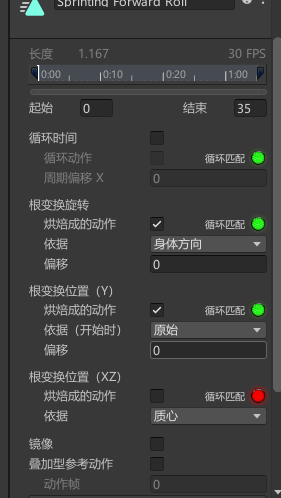 Sprinting Forward Roll
长度 1.167 30 FPS
0:00 0:10 0:20 1:00
起始 0 结束 35
循环时间
循环动作 循环匹配
周期偏移 X 0
根变换旋转
烘焙成的动作 循环匹配
依据 身体方向
偏移 0
根变换位置（Y）
烘焙成的动作 循环匹配
依据（开始时） 原始
偏移 0
根变换位置（XZ）
烘焙成的动作 循环匹配
依据 质心
镜像
叠加型参考动作
动作帧 0